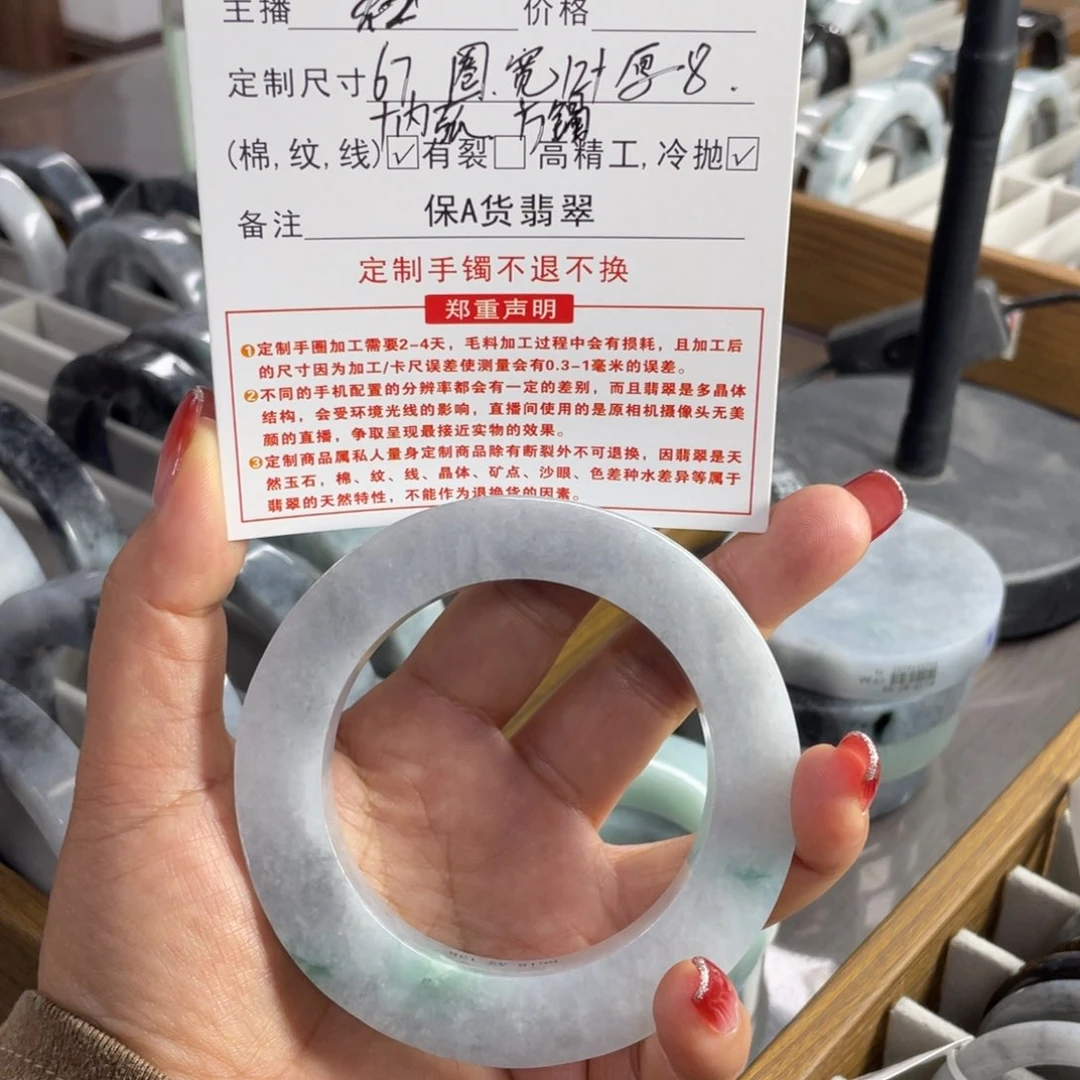 主播 价格
定制尺寸 67 圈.宽12+厚8.
+内弧.方镯
(棉,纹,线)☑有裂☐高精工,冷抛☑
备注 保A货翡翠
定制手镯不退不换
郑重声明
❶定制手圈加工需要2-4天，毛料加工过程中会有损耗，且加工后
的尺寸因为加工/卡尺误差使测量会有0.3-1毫米的误差。
❷不同的手机配置的分辨率都会有一定的差别，而且翡翠是多晶体
结构，会受环境光线的影响，直播间使用的是原相机摄像头无美
颜的直播，争取呈现最接近实物的效果。
❸定制商品属私人量身定制商品除有断裂外不可退换，因翡翠是天
然玉石，棉、纹、线、晶体、矿点、沙眼、色差种水差异等属于
翡翠的天然特性，不能作为退换货的因素。